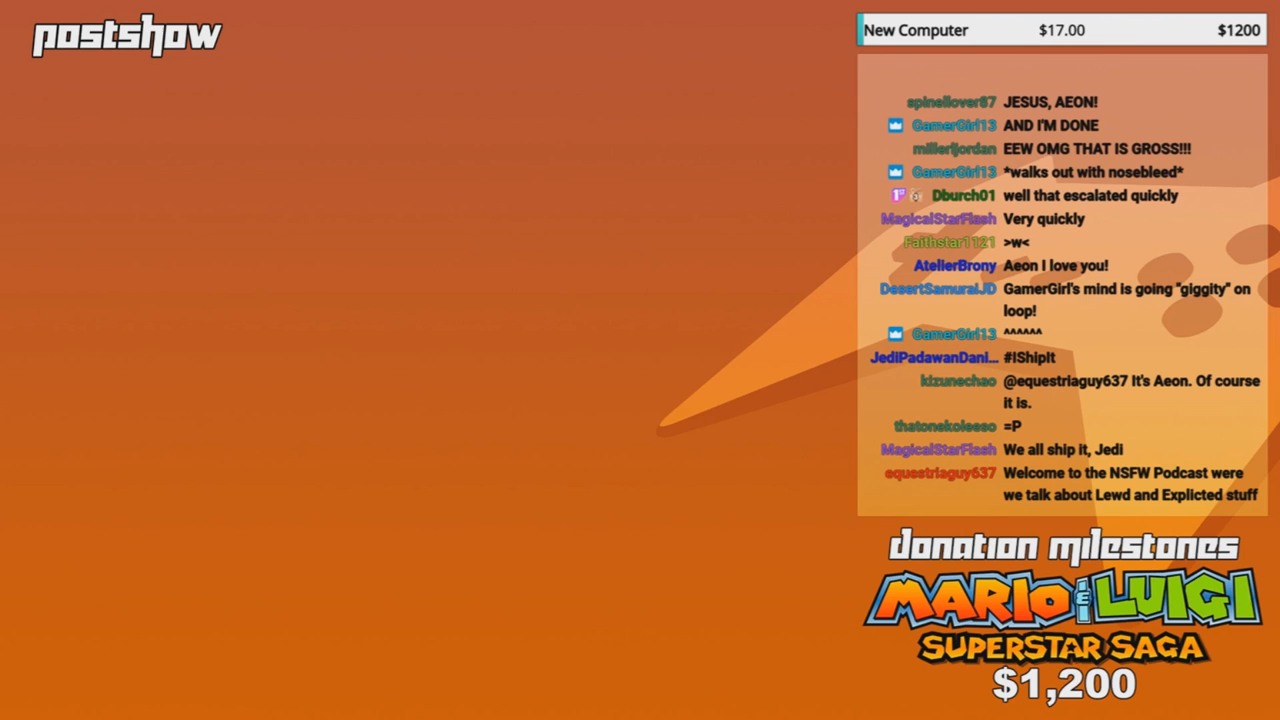 postshow
New Computer $17.00 $1200
spinellover87 JESUS, AEON!
GamerGirl13 AND I'M DONE
millerljordan EEW OMG THAT IS GROSS!!!
GamerGirl13 *walks out with nosebleed*
Dburch01 well that escalated quickly
MagicalStarFlash Very quickly
Faithstar1121 >w<
AtelierBrony Aeon I love you!
DesertSamuraiJD GamerGirl's mind is going "giggity" on
loop!
GamerGirl13 ^^^^^^
JediPadawanDani... #IShipIt
kizunechao @equestriaguy637 It's Aeon. Of course
it is.
thatonekoleeso =P
MagicalStarFlash We all ship it, Jedi
equestriaguy637 Welcome to the NSFW Podcast were
we talk about Lewd and Explicted stuff
donation milestones
MARIO & LUIGI
SUPERSTAR SAGA
$1,200